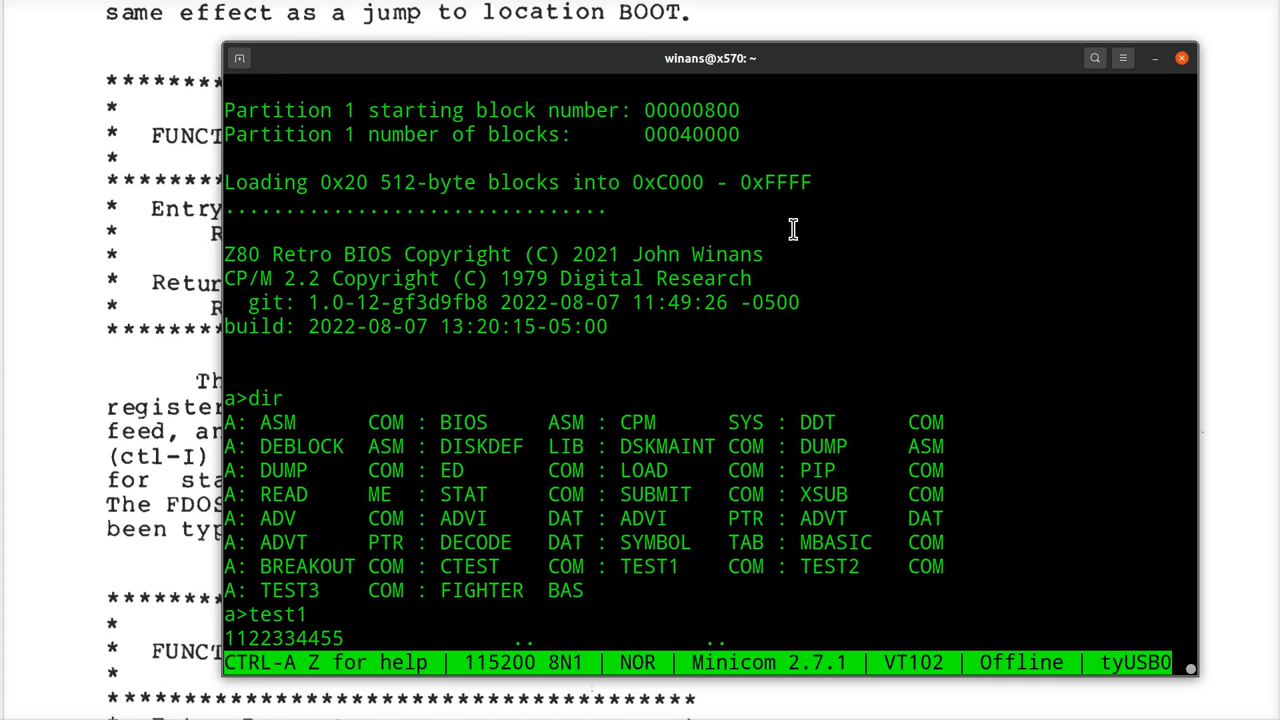 same effect as a jump to location BOOT.
winans@x570: ~
********
*
* FUNCT
*
********
* Entry
* R
*
* Retur
* R
********
Th
register
feed, an
(ctl-I)
for sta
The FDOS
been typ
********
*
* FUNCT
*
****************************************
Partition 1 starting block number: 00000800
Partition 1 number of blocks:      00040000
Loading 0x20 512-byte blocks into 0xC000 - 0xFFFF
................................
Z80 Retro BIOS Copyright (C) 2021 John Winans
CP/M 2.2 Copyright (C) 1979 Digital Research
  git: 1.0-12-gf3d9fb8 2022-08-07 11:49:26 -0500
build: 2022-08-07 13:20:15-05:00
a>dir
A: ASM      COM : BIOS     ASM : CPM      SYS : DDT      COM
A: DEBLOCK  ASM : DISKDEF  LIB : DSKMAINT COM : DUMP     ASM
A: DUMP     COM : ED       COM : LOAD     COM : PIP      COM
A: READ     ME  : STAT     COM : SUBMIT   COM : XSUB     COM
A: ADV      COM : ADVI     DAT : ADVI     PTR : ADVT     DAT
A: ADVT     PTR : DECODE   DAT : SYMBOL   TAB : MBASIC   COM
A: BREAKOUT COM : CTEST    COM : TEST1    COM : TEST2    COM
A: TEST3    COM : FIGHTER  BAS
a>test1
1122334455              ..              ..
CTRL-A Z for help | 115200 8N1 | NOR | Minicom 2.7.1 | VT102 | Offline | tyUSB0